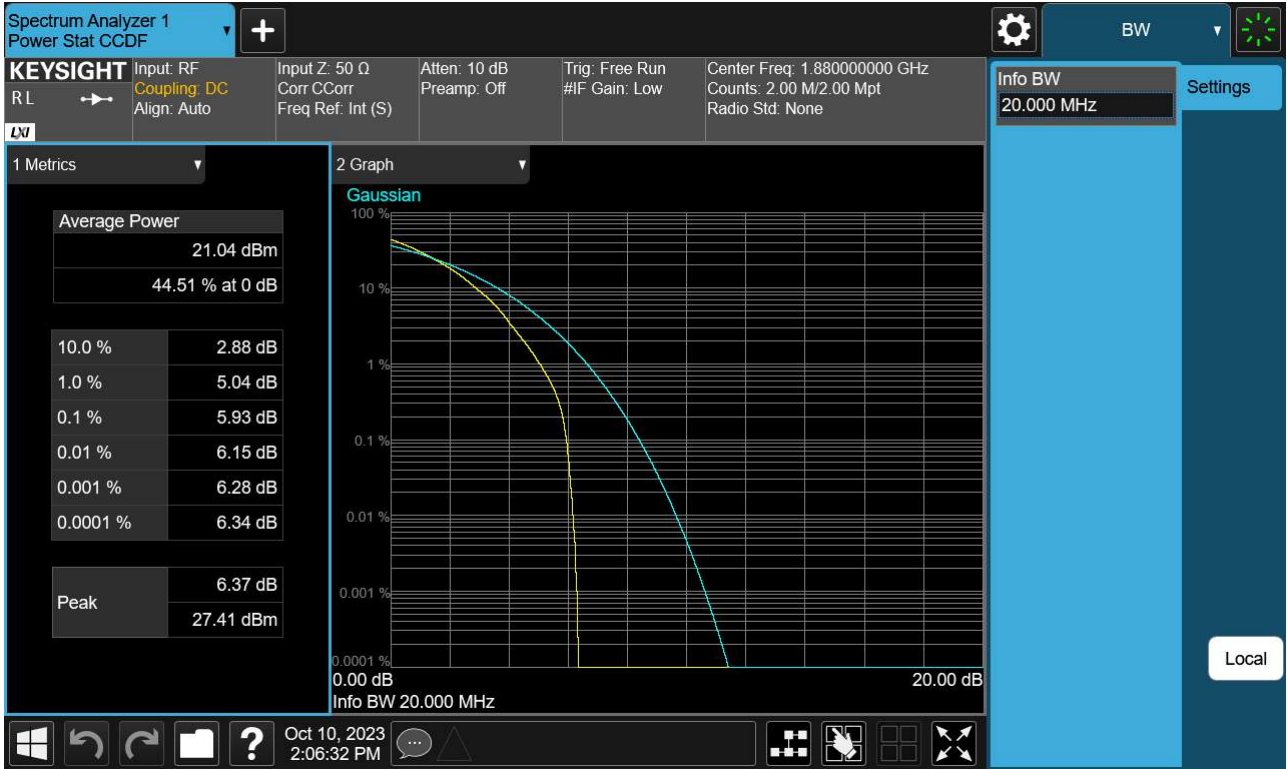 Spectrum Analyzer 1
Power Stat CCDF
+
BW
KEYSIGHT
R L
LXI
Input: RF
Coupling: DC
Align: Auto
Input Z: 50 Ω
Corr CCorr
Freq Ref: Int (S)
Atten: 10 dB
Preamp: Off
Trig: Free Run
#IF Gain: Low
Center Freq: 1.880000000 GHz
Counts: 2.00 M/2.00 Mpt
Radio Std: None
Info BW
20.000 MHz
Settings
1 Metrics
Average Power
21.04 dBm
44.51 % at 0 dB
10.0 % 2.88 dB
1.0 % 5.04 dB
0.1 % 5.93 dB
0.01 % 6.15 dB
0.001 % 6.28 dB
0.0001 % 6.34 dB
Peak
6.37 dB
27.41 dBm
2 Graph
Gaussian
100 %
10 %
1 %
0.1 %
0.01 %
0.001 %
0.0001 %
0.00 dB 20.00 dB
Info BW 20.000 MHz
Local
?
Oct 10, 2023
2:06:32 PM